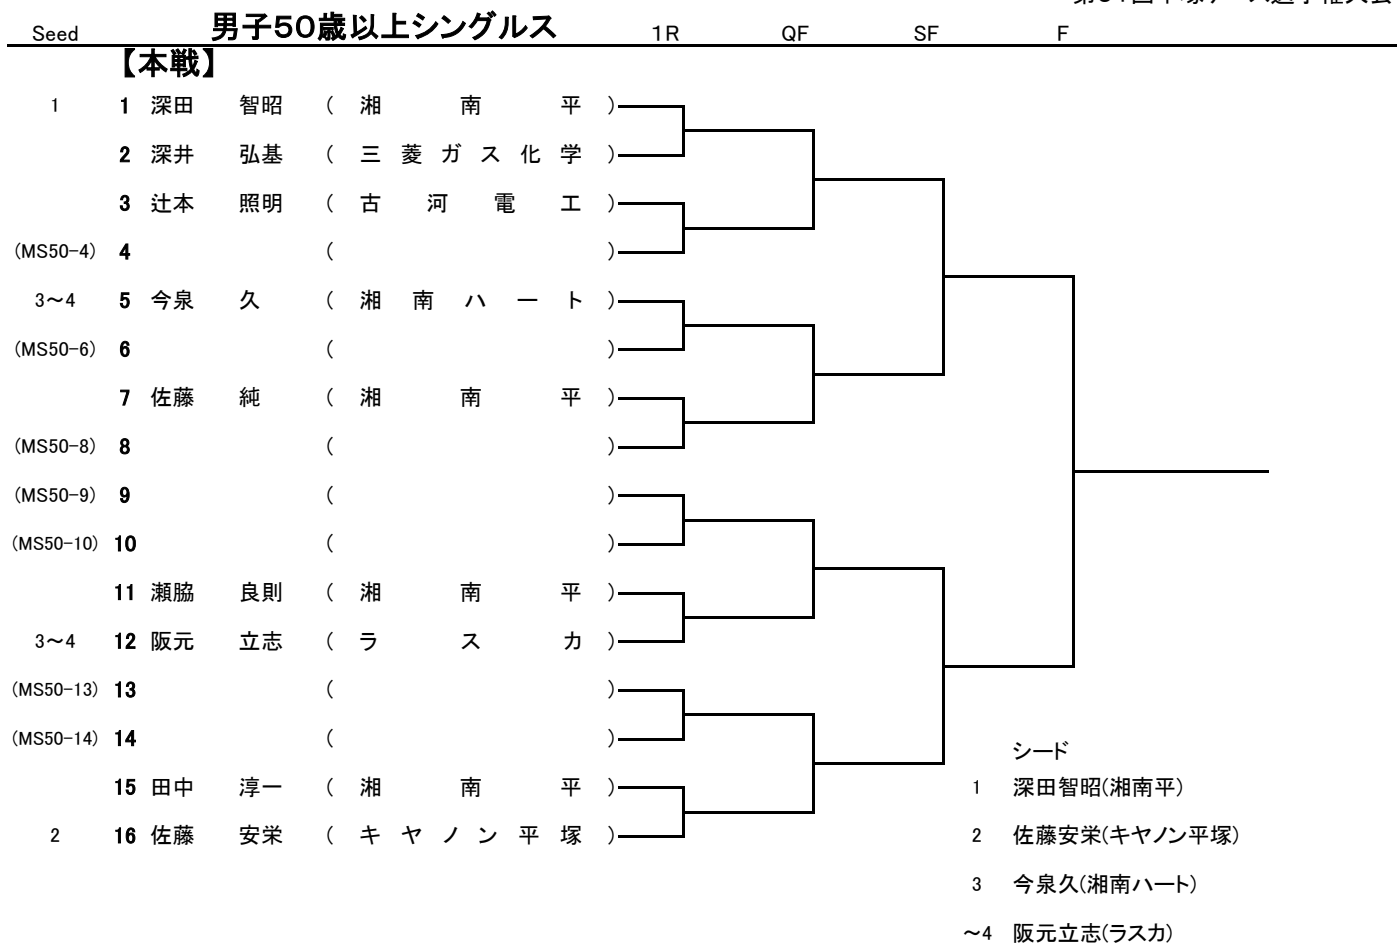 Seed 男子50歳以上シングルス 1R QF SF F
【本戦】
1 1 深田 智昭 ( 湘南平 )
2 深井 弘基 ( 三菱ガス化学 )
3 辻本 照明 ( 古河電工 )
(MS50-4) 4 ( )
3～4 5 今泉 久 ( 湘南ハート )
(MS50-6) 6 ( )
7 佐藤 純 ( 湘南平 )
(MS50-8) 8 ( )
(MS50-9) 9 ( )
(MS50-10) 10 ( )
11 瀬脇 良則 ( 湘南平 )
3～4 12 阪元 立志 ( ラスカ )
(MS50-13) 13 ( )
(MS50-14) 14 ( )
15 田中 淳一 ( 湘南平 )
2 16 佐藤 安栄 ( キヤノン平塚 )
シード
1 深田智昭(湘南平)
2 佐藤安栄(キヤノン平塚)
3 今泉久(湘南ハート)
～4 阪元立志(ラスカ)